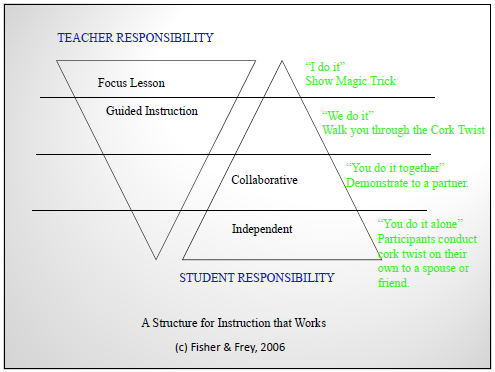 TEACHER RESPONSIBILITY
“I do it”
Show Magic Trick
Focus Lesson
Guided Instruction
“We do it”
Walk you through the Cork Twist
“You do it together”
Demonstrate to a partner
Collaborative
“You do it alone”
Participants conduct
cork twist on their
own to a spouse or
friend.
Independent
STUDENT RESPONSIBILITY
A Structure for Instruction that Works
(c) Fisher & Frey, 2006